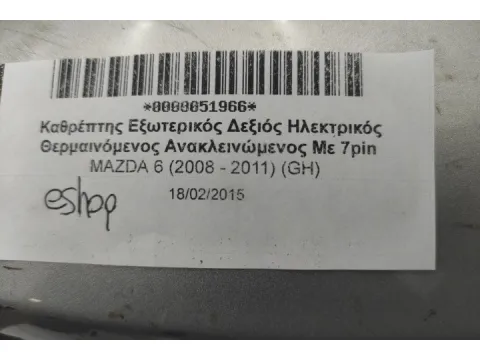 *0000051966*
Καθρέπτης Εξωτερικός Δεξιός Ηλεκτρικός
Θερμαινόμενος Ανακλεινώμενος Με 7pin
MAZDA 6 (2008 - 2011) (GH)
18/02/2015
eshop